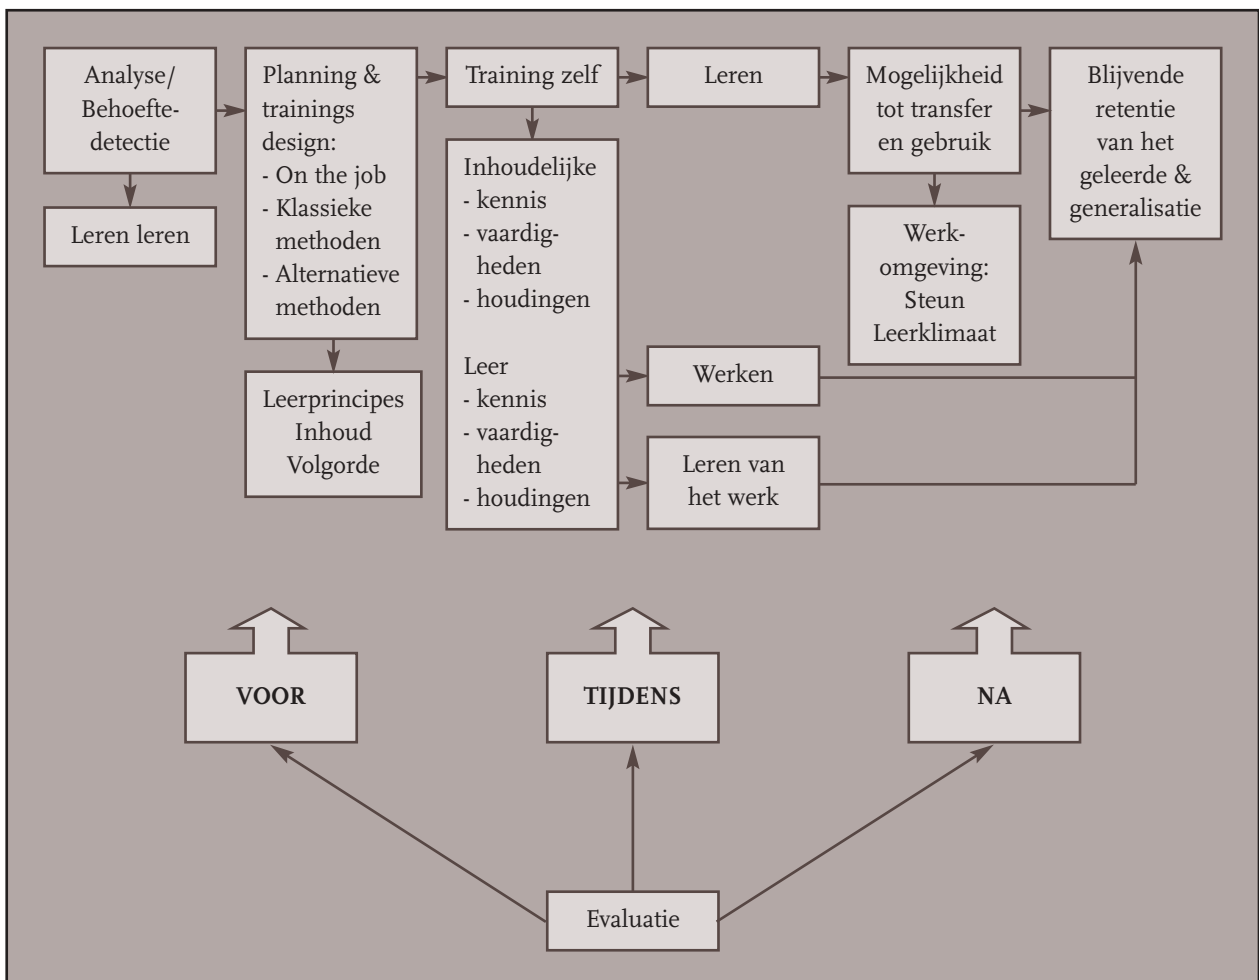 Analyse/
Behoefte-
detectie
Leren leren
Planning &
trainings
design:
- On the job
- Klassieke
methoden
- Alternatieve
methoden
Leerprincipes
Inhoud
Volgorde
Training zelf
Inhoudelijke
- kennis
- vaardig-
heden
- houdingen
Leer
- kennis
- vaardig-
heden
- houdingen
Leren
Werken
Leren van
het werk
Mogelijkheid
tot transfer
en gebruik
Werk-
omgeving:
Steun
Leerklimaat
Blijvende
retentie
van het
geleerde &
generalisatie
VOOR
TIJDENS
NA
Evaluatie